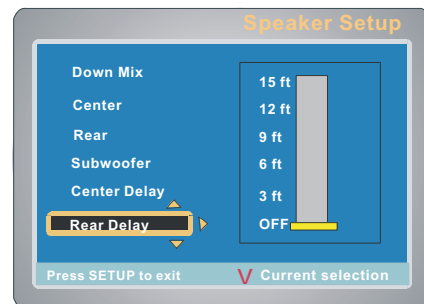 Speaker Setup
Down Mix
Center
Rear
Subwoofer
Center Delay
Rear Delay
15 ft
12 ft
9 ft
6 ft
3 ft
OFF
Press SETUP to exit
V Current selection